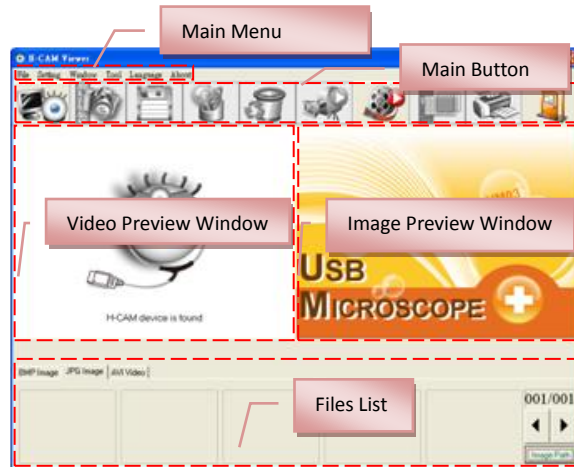 Main Menu
H-CAM Viewer
File Setting Window Tool Language About
Main Button
Video Preview Window
Image Preview Window
USB
MICROSCOPE
H-CAM device is found
BMP Image JPG Image AVI Video
Files List
001/001
Image Path